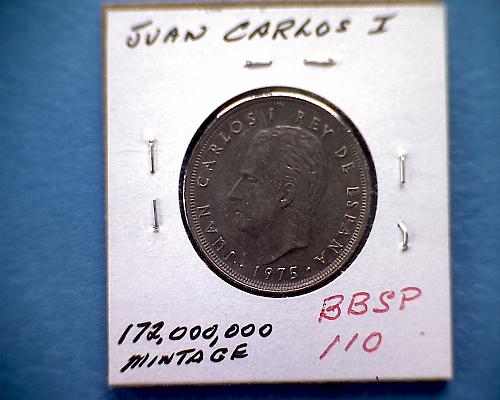 JUAN CARLOS I
JUAN CARLOS I REY DE ESPAÑA
· 1975 ·
172,000,000
MINTAGE
BBSP
110